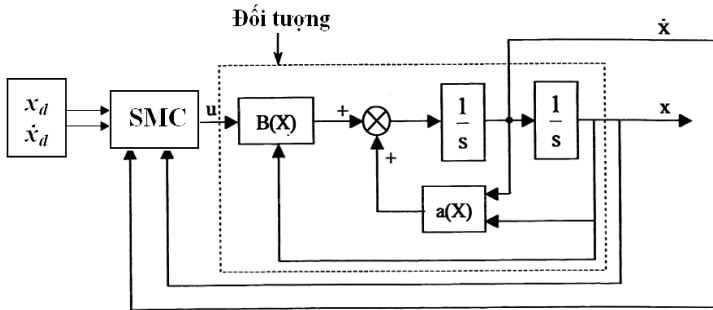 Đối tượng
ẋ
x_d
ẋ_d
SMC
u
B(X)
+
+
1
s
1
s
x
a(X)